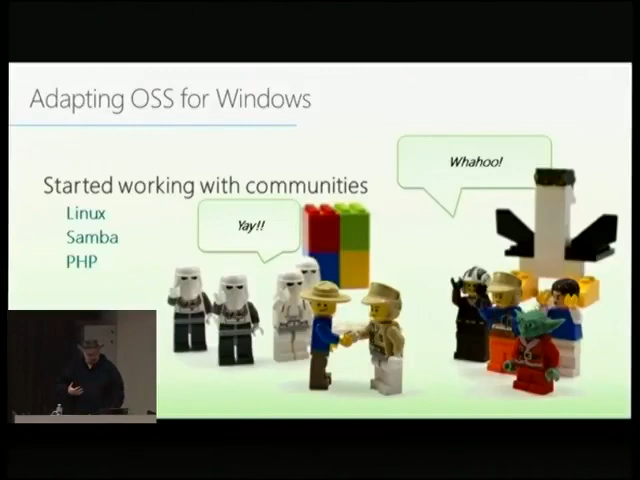 Adapting OSS for Windows
Started working with communities
Linux
Samba
PHP
Yay!!
Whahoo!